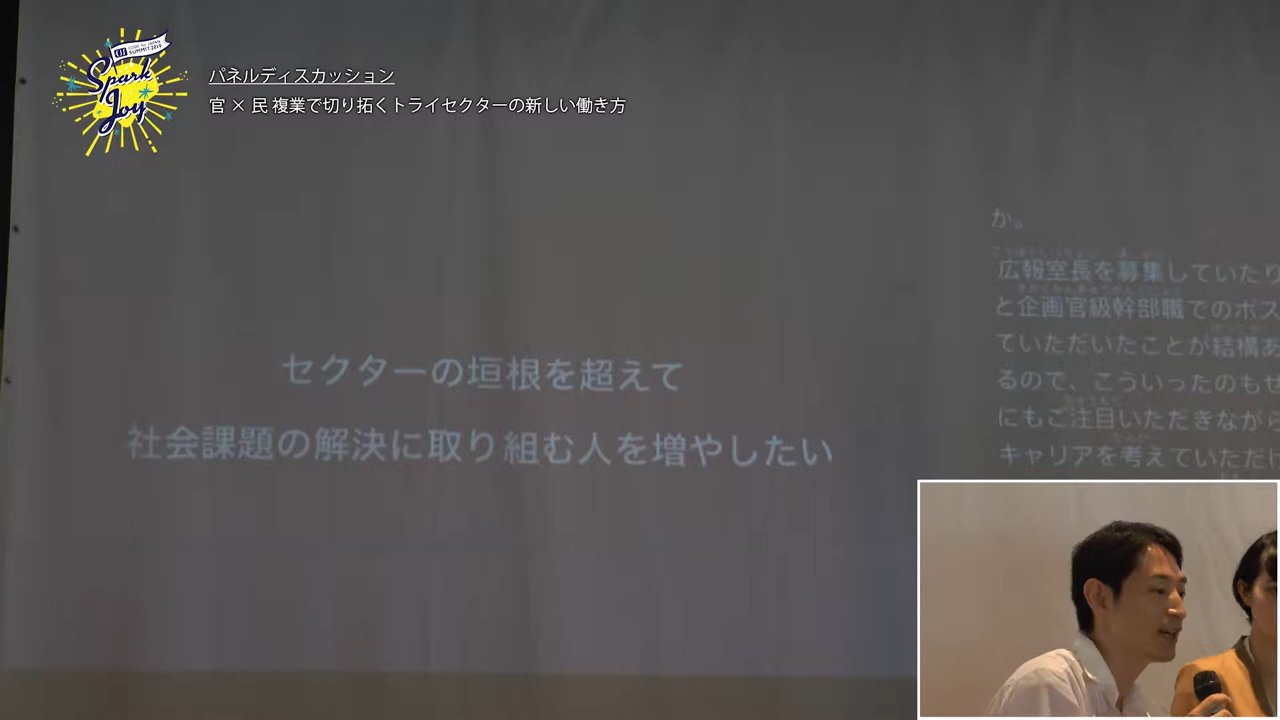 CODE for JAPAN
SUMMIT 2019
Spark
Joy
パネルディスカッション
官 × 民 複業で切り拓くトライセクターの新しい働き方
セクターの垣根を超えて
社会課題の解決に取り組む人を増やしたい
か。
広報室長を募集していたり
と企画官級幹部職でのポス
ていただいたことが結構あ
るので、こういったのもぜ
にもご注目いただきながら
キャリアを考えていただけ